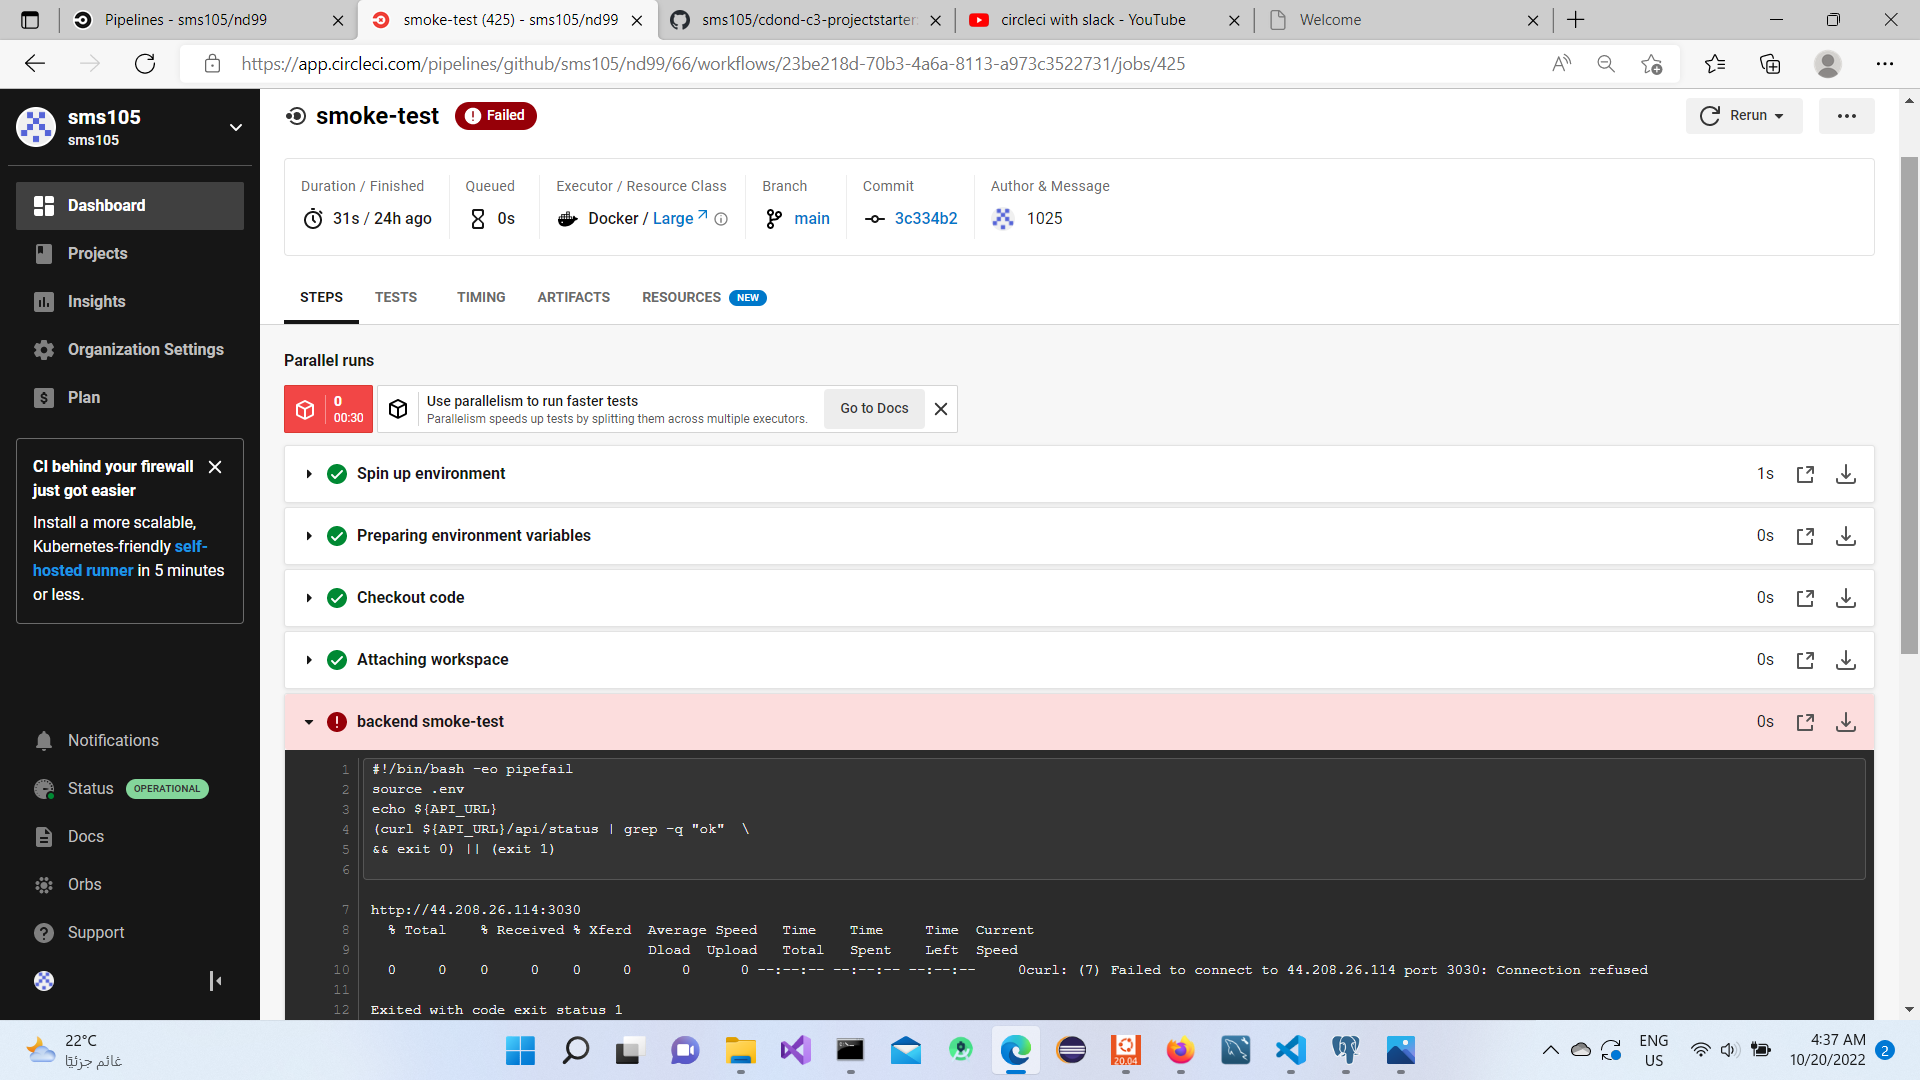 Pipelines - sms105/nd99
smoke-test (425) - sms105/nd99
sms105/cdond-c3-projectstarter
circleci with slack - YouTube
Welcome
https://app.circleci.com/pipelines/github/sms105/nd99/66/workflows/23be218d-70b3-4a6a-8113-a973c3522731/jobs/425
sms105
sms105
Dashboard
Projects
Insights
Organization Settings
Plan
CI behind your firewall
just got easier
Install a more scalable,
Kubernetes-friendly self-
hosted runner in 5 minutes
or less.
Notifications
Status OPERATIONAL
Docs
Orbs
Support
smoke-test Failed
Rerun
Duration / Finished
31s / 24h ago
Queued
0s
Executor / Resource Class
Docker / Large
Branch
main
Commit
3c334b2
Author & Message
1025
STEPS TESTS TIMING ARTIFACTS RESOURCES NEW
Parallel runs
0
00:30
Use parallelism to run faster tests
Parallelism speeds up tests by splitting them across multiple executors.
Go to Docs
Spin up environment 1s
Preparing environment variables 0s
Checkout code 0s
Attaching workspace 0s
backend smoke-test 0s
1 #!/bin/bash -eo pipefail
2 source .env
3 echo ${API_URL}
4 (curl ${API_URL}/api/status | grep -q "ok"  \
5 && exit 0) || (exit 1)
6
7 http://44.208.26.114:3030
8 % Total % Received % Xferd Average Speed Time Time Time Current
9 Dload Upload Total Spent Left Speed
10 0 0 0 0 0 0 0 0 --:--:-- --:--:-- --:--:-- 0curl: (7) Failed to connect to 44.208.26.114 port 3030: Connection refused
11
12 Exited with code exit status 1
22°C
غائم جزئيًا
20.04
ENG
US
4:37 AM
10/20/2022
2